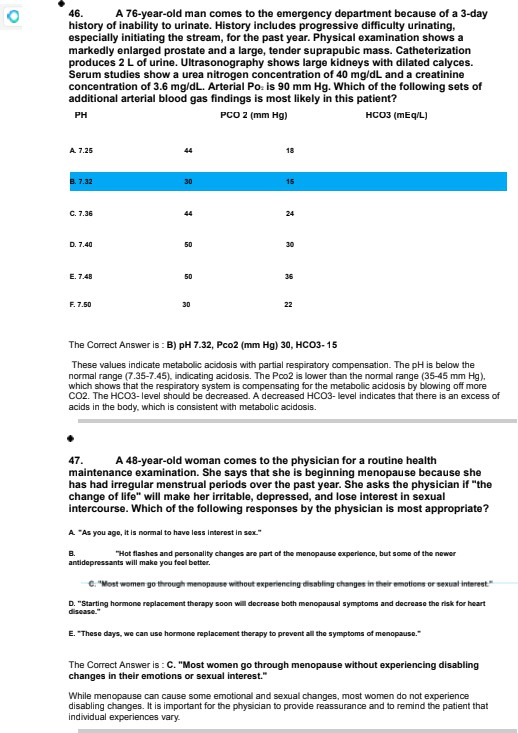 46. A 76-year-old man comes to the emergency department because of a 3-day
history of inability to urinate. History includes progressive difficulty urinating,
especially initiating the stream, for the past year. Physical examination shows a
markedly enlarged prostate and a large, tender suprapubic mass. Catheterization
produces 2 L of urine. Ultrasonography shows large kidneys with dilated calyces.
Serum studies show a urea nitrogen concentration of 40 mg/dL and a creatinine
concentration of 3.6 mg/dL. Arterial Po₂ is 90 mm Hg. Which of the following sets of
additional arterial blood gas findings is most likely in this patient?
PH PCO 2 (mm Hg) HCO3 (mEq/L)
A. 7.25 44 18
B. 7.32 30 15
C. 7.36 44 24
D. 7.40 50 30
E. 7.48 50 36
F. 7.50 30 22
The Correct Answer is : B) pH 7.32, Pco2 (mm Hg) 30, HCO3- 15
These values indicate metabolic acidosis with partial respiratory compensation. The pH is below the
normal range (7.35-7.45), indicating acidosis. The Pco2 is lower than the normal range (35-45 mm Hg),
which shows that the respiratory system is compensating for the metabolic acidosis by blowing off more
CO2. The HCO3- level should be decreased. A decreased HCO3- level indicates that there is an excess of
acids in the body, which is consistent with metabolic acidosis.
47. A 48-year-old woman comes to the physician for a routine health
maintenance examination. She says that she is beginning menopause because she
has had irregular menstrual periods over the past year. She asks the physician if "the
change of life" will make her irritable, depressed, and lose interest in sexual
intercourse. Which of the following responses by the physician is most appropriate?
A. "As you age, it is normal to have less interest in sex."
B. "Hot flashes and personality changes are part of the menopause experience, but some of the newer
antidepressants will make you feel better.
C. "Most women go through menopause without experiencing disabling changes in their emotions or sexual interest."
D. "Starting hormone replacement therapy soon will decrease both menopausal symptoms and decrease the risk for heart
disease."
E. "These days, we can use hormone replacement therapy to prevent all the symptoms of menopause."
The Correct Answer is : C. "Most women go through menopause without experiencing disabling
changes in their emotions or sexual interest."
While menopause can cause some emotional and sexual changes, most women do not experience
disabling changes. It is important for the physician to provide reassurance and to remind the patient that
individual experiences vary.